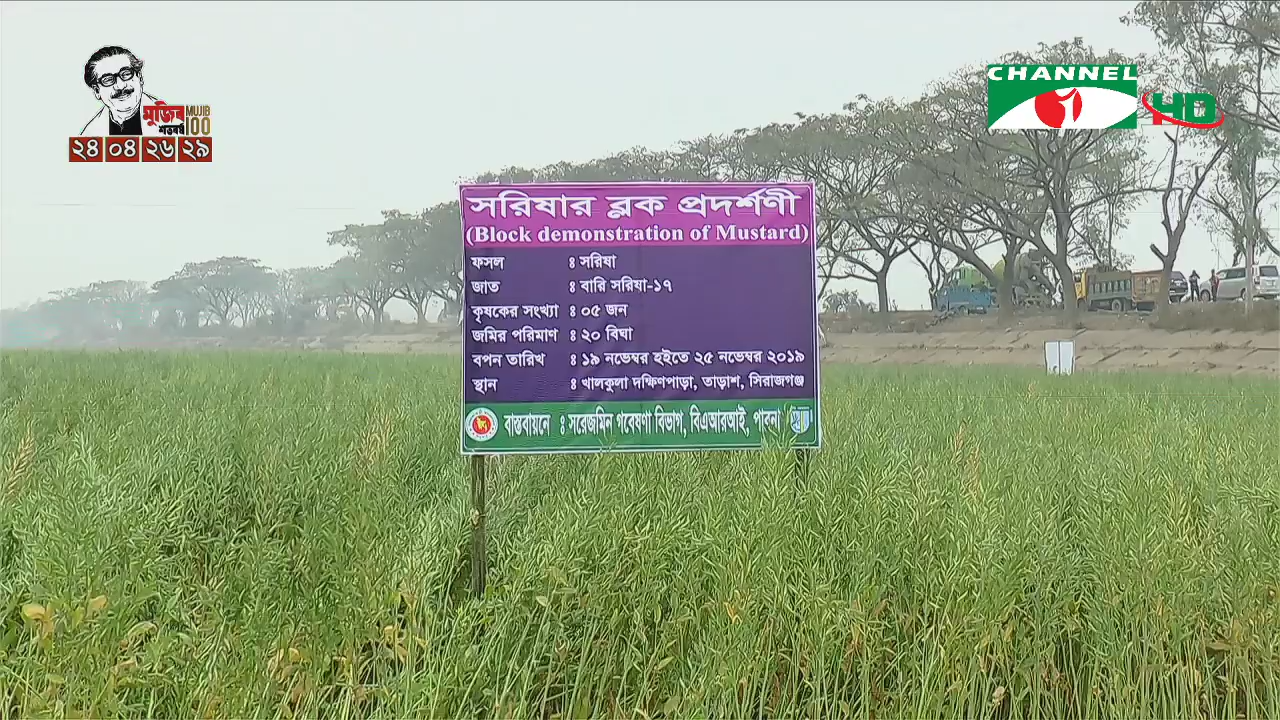 মুজিব MUJIB
শতবর্ষ 100
২৪ ০৪ ২৬ ২৯
CHANNEL
HD
সরিষার ব্লক প্রদর্শণী
(Block demonstration of Mustard)
ফসল ঃ সরিষা
জাত ঃ বারি সরিষা-১৭
কৃষকের সংখ্যা ঃ ০৫ জন
জমির পরিমাণ ঃ ২০ বিঘা
বপন তারিখ ঃ ১৯ নভেম্বর হইতে ২৫ নভেম্বর ২০১৯
স্থান ঃ খালকুলা দক্ষিণপাড়া, তাড়াশ, সিরাজগঞ্জ
বাস্তবায়নে ঃ সরেজমিন গবেষণা বিভাগ, বিএআরআই, পাবনা